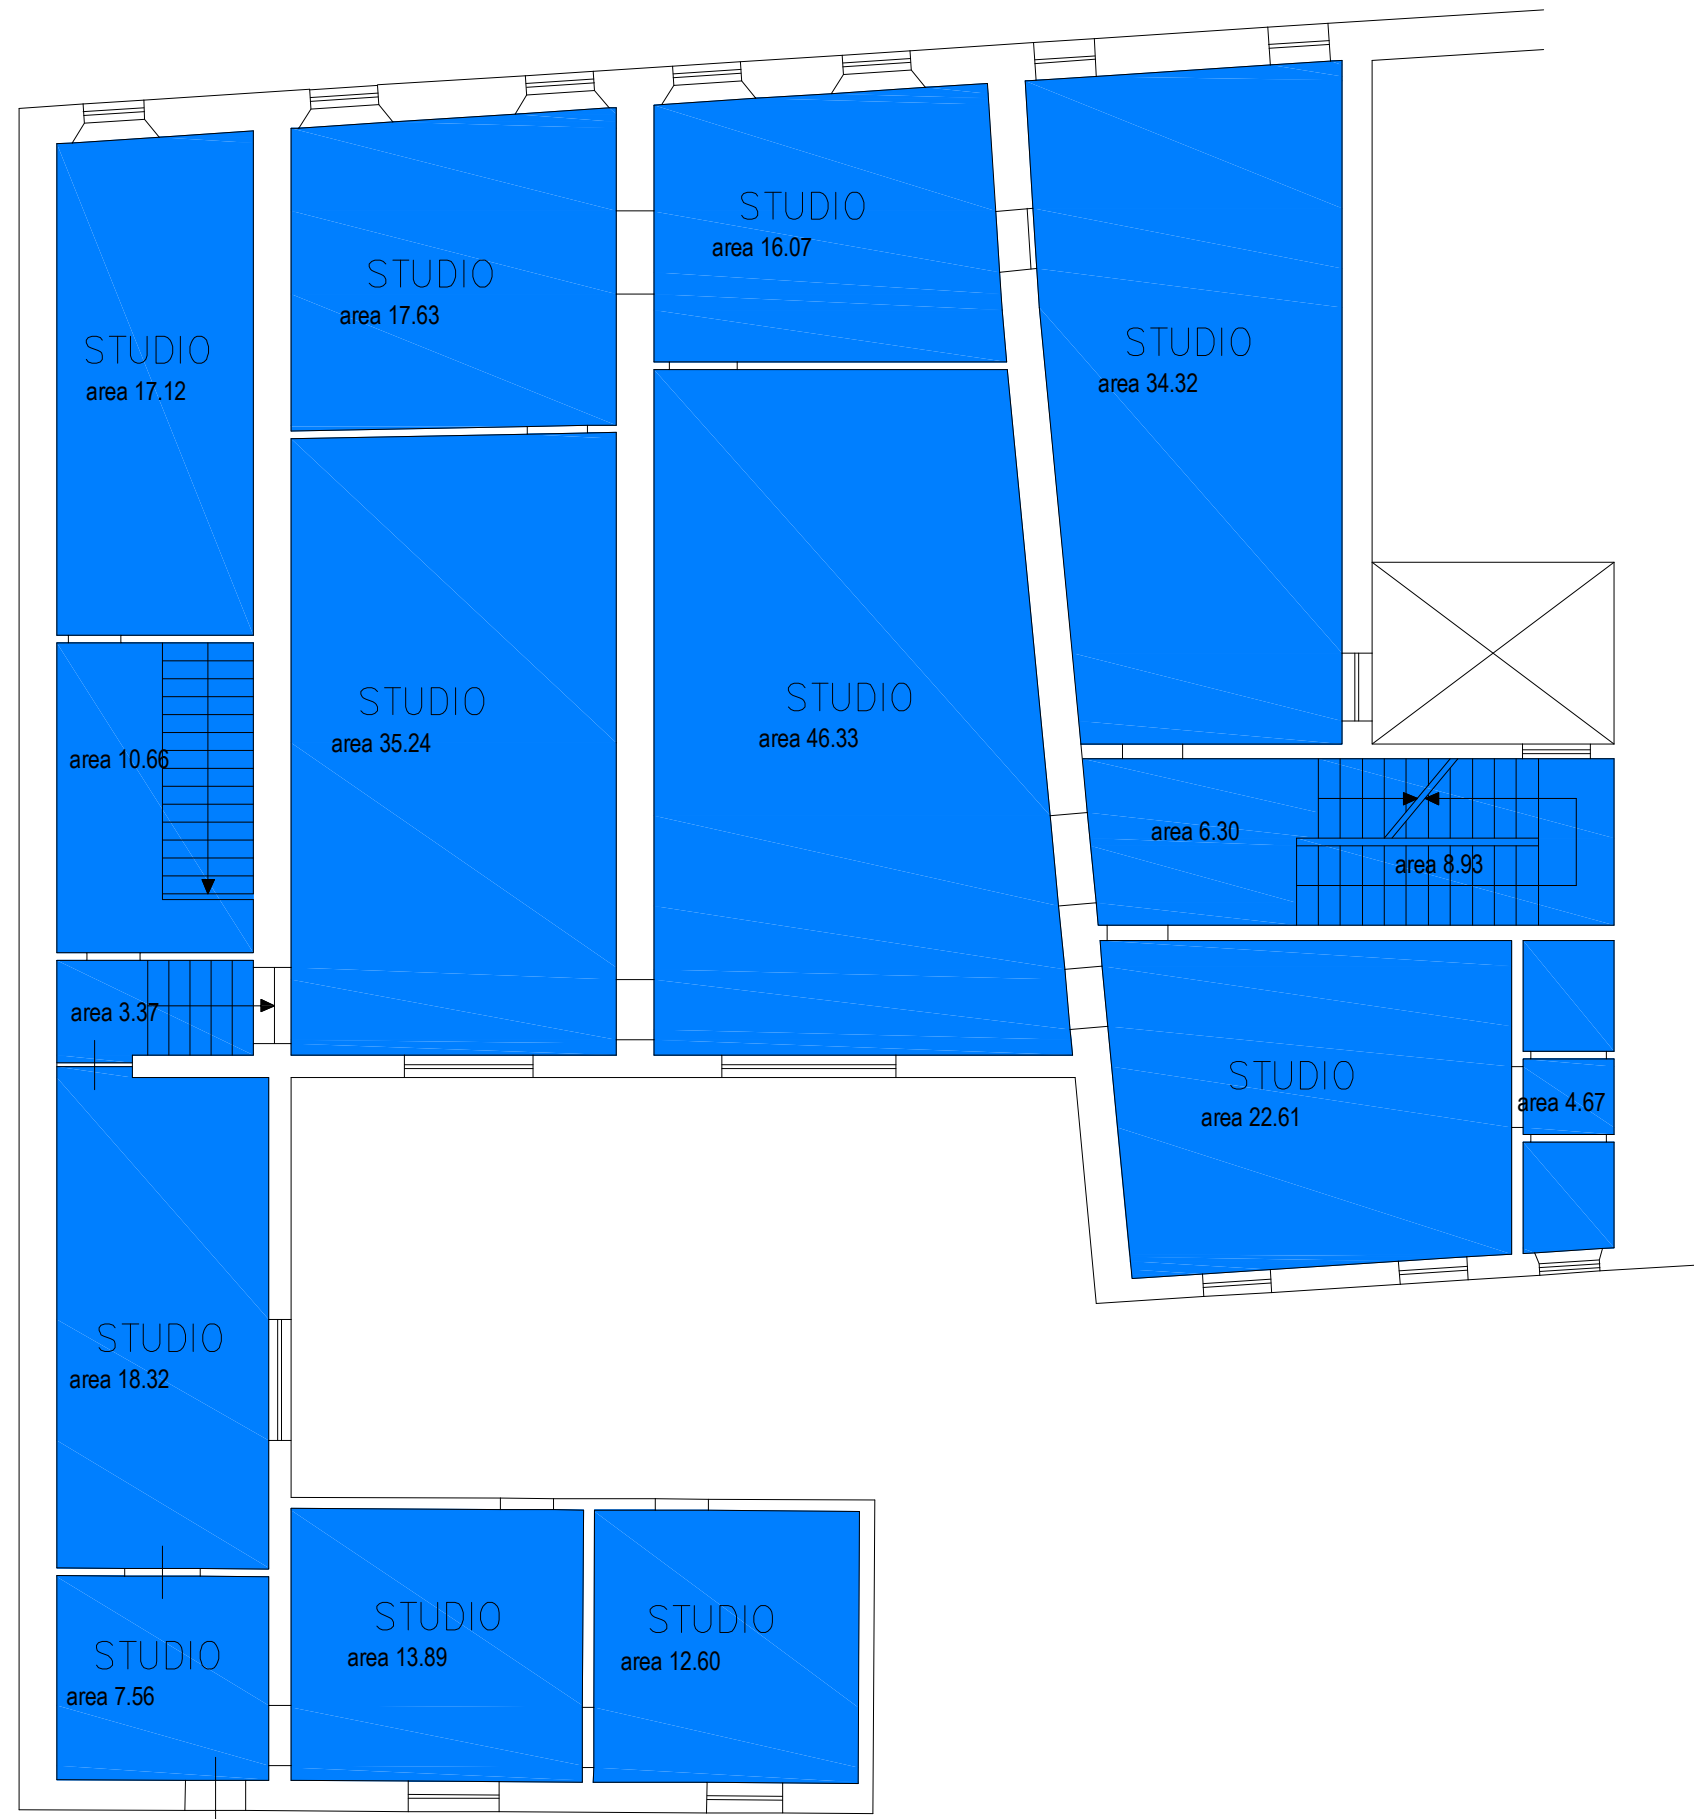 STUDIO
area 16.07
STUDIO
area 17.63
STUDIO
area 34.32
STUDIO
area 17.12
STUDIO
area 46.33
STUDIO
area 35.24
area 10.66
area 6.30
area 8.93
area 3.37
STUDIO
area 22.61
area 4.67
STUDIO
area 18.32
STUDIO
area 13.89
STUDIO
area 12.60
STUDIO
area 7.56